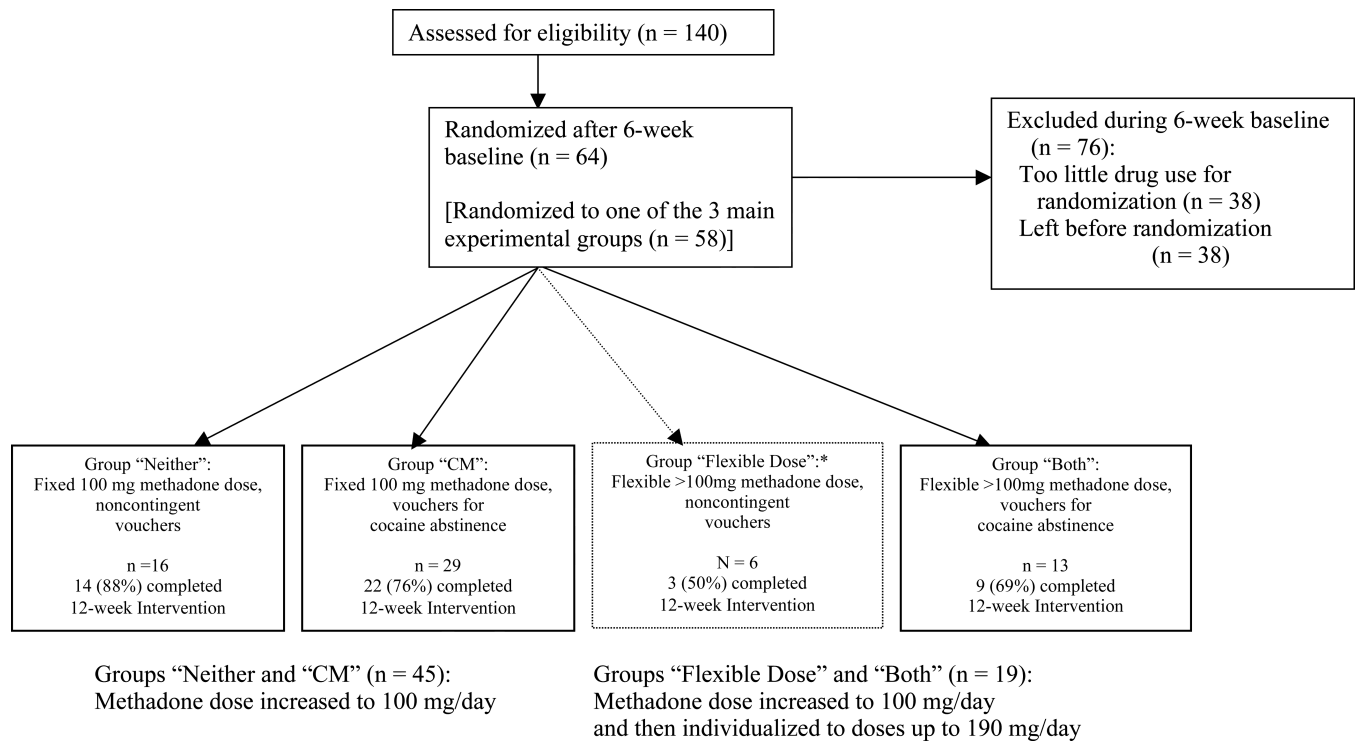 Assessed for eligibility (n = 140)
Randomized after 6-week
baseline (n = 64)
[Randomized to one of the 3 main
experimental groups (n = 58)]
Excluded during 6-week baseline
(n = 76):
Too little drug use for
randomization (n = 38)
Left before randomization
(n = 38)
Group “Neither”:
Fixed 100 mg methadone dose,
noncontingent
vouchers
n =16
14 (88%) completed
12-week Intervention
Group “CM”:
Fixed 100 mg methadone dose,
vouchers for
cocaine abstinence
n = 29
22 (76%) completed
12-week Intervention
Group “Flexible Dose”:*
Flexible >100mg methadone dose,
noncontingent
vouchers
N = 6
3 (50%) completed
12-week Intervention
Group “Both”:
Flexible >100mg methadone dose,
vouchers for
cocaine abstinence
n = 13
9 (69%) completed
12-week Intervention
Groups “Neither and “CM” (n = 45):
Methadone dose increased to 100 mg/day
Groups “Flexible Dose” and “Both” (n = 19):
Methadone dose increased to 100 mg/day
and then individualized to doses up to 190 mg/day